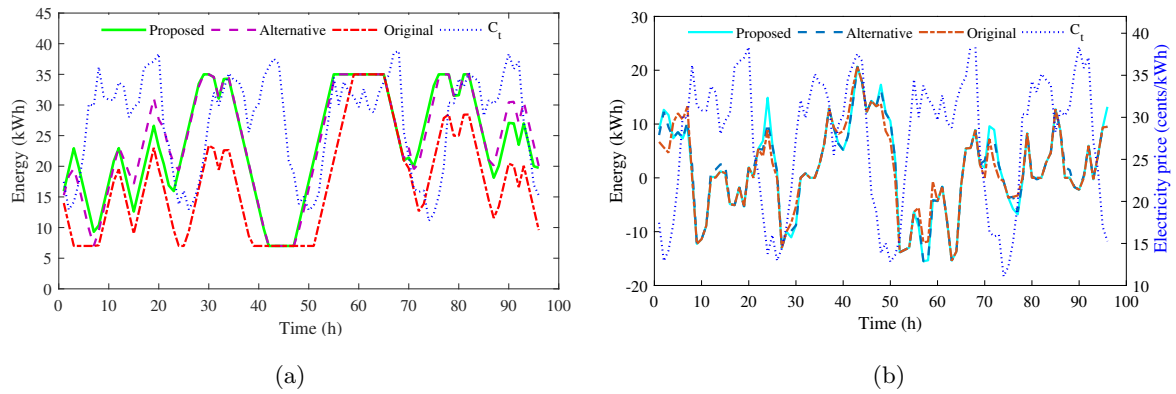 Proposed Alternative Original C_t
Energy (kWh)
45
40
35
30
25
20
15
10
5
0
0 10 20 30 40 50 60 70 80 90 100
Time (h)
(a)
Proposed Alternative Original C_t
Energy (kWh)
30
20
10
0
-10
-20
0 10 20 30 40 50 60 70 80 90 100
Time (h)
40
35
30
25
20
15
10
Electricity price (cents/kWh)
(b)